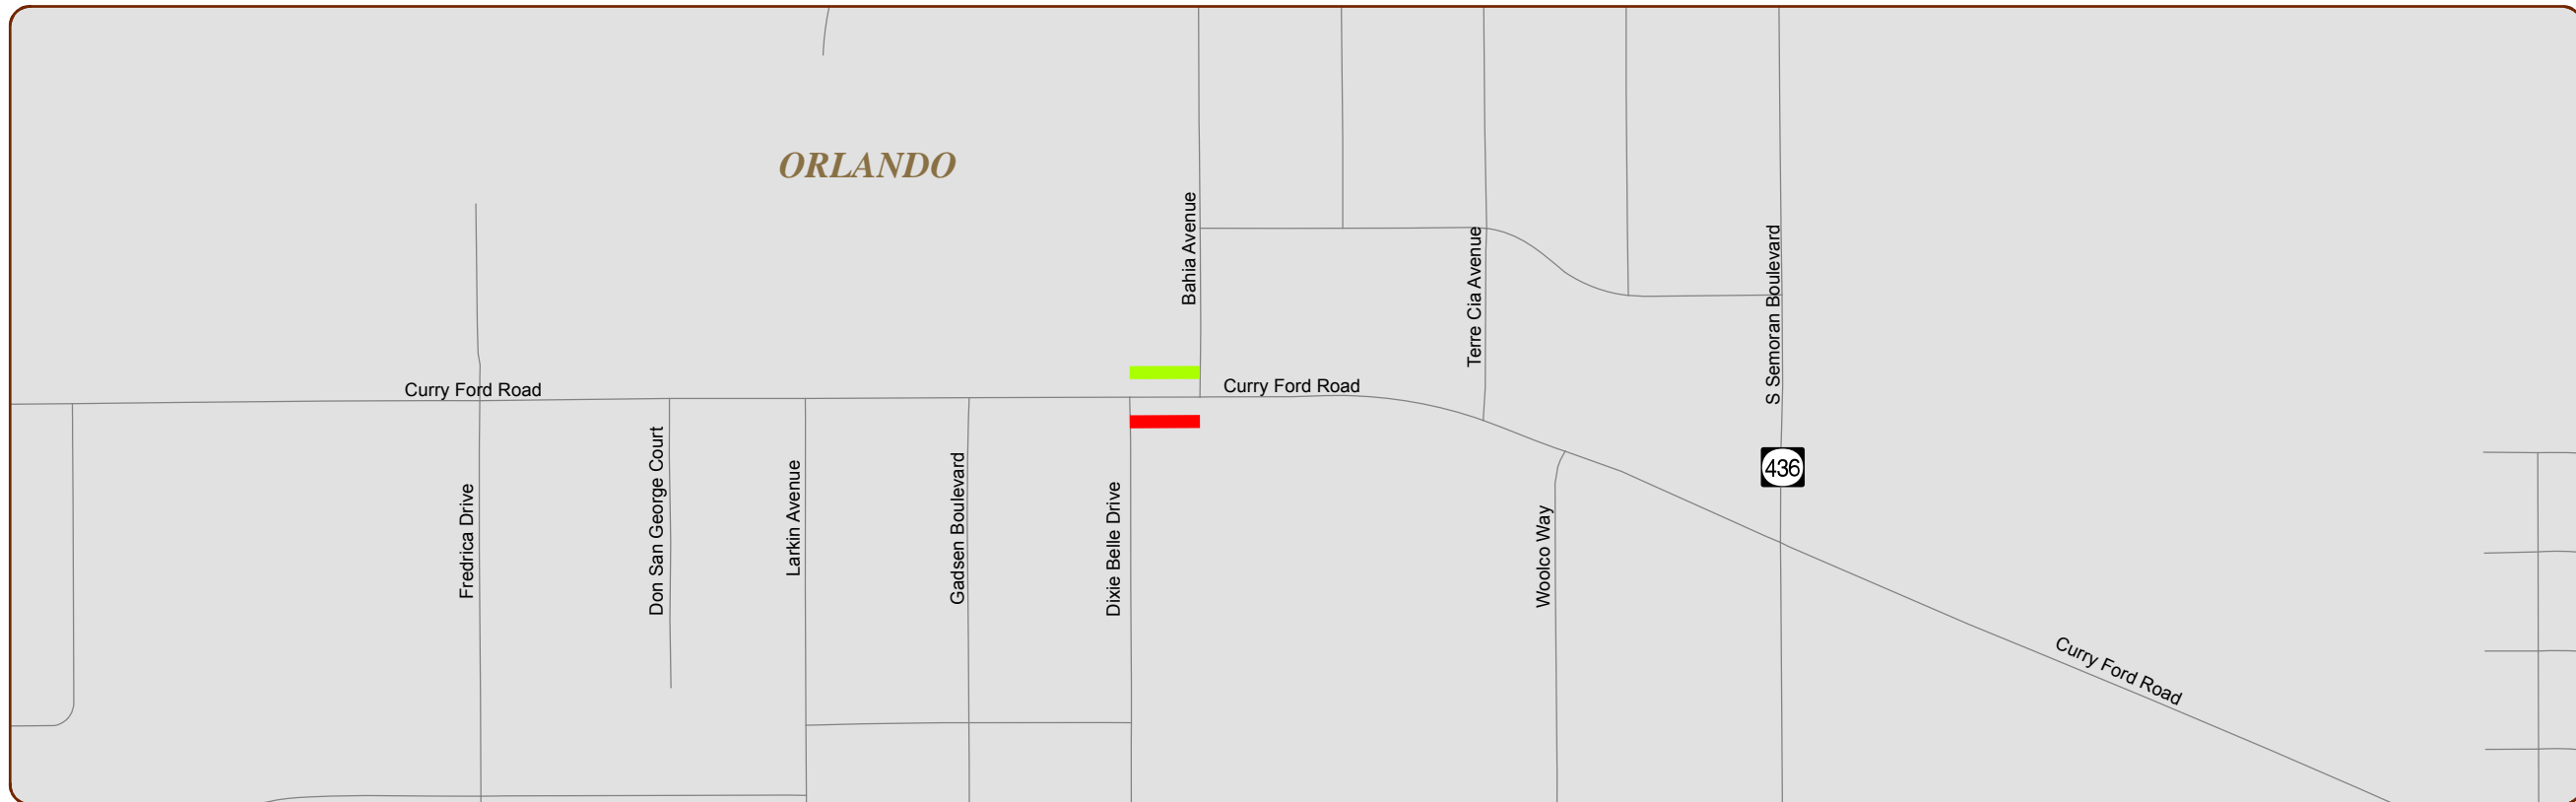 ORLANDO
Bahia Avenue
Terre Cia Avenue
S Semoran Boulevard
Curry Ford Road
Curry Ford Road
436
Fredrica Drive
Don San George Court
Larkin Avenue
Gadsen Boulevard
Dixie Belle Drive
Woolco Way
Curry Ford Road